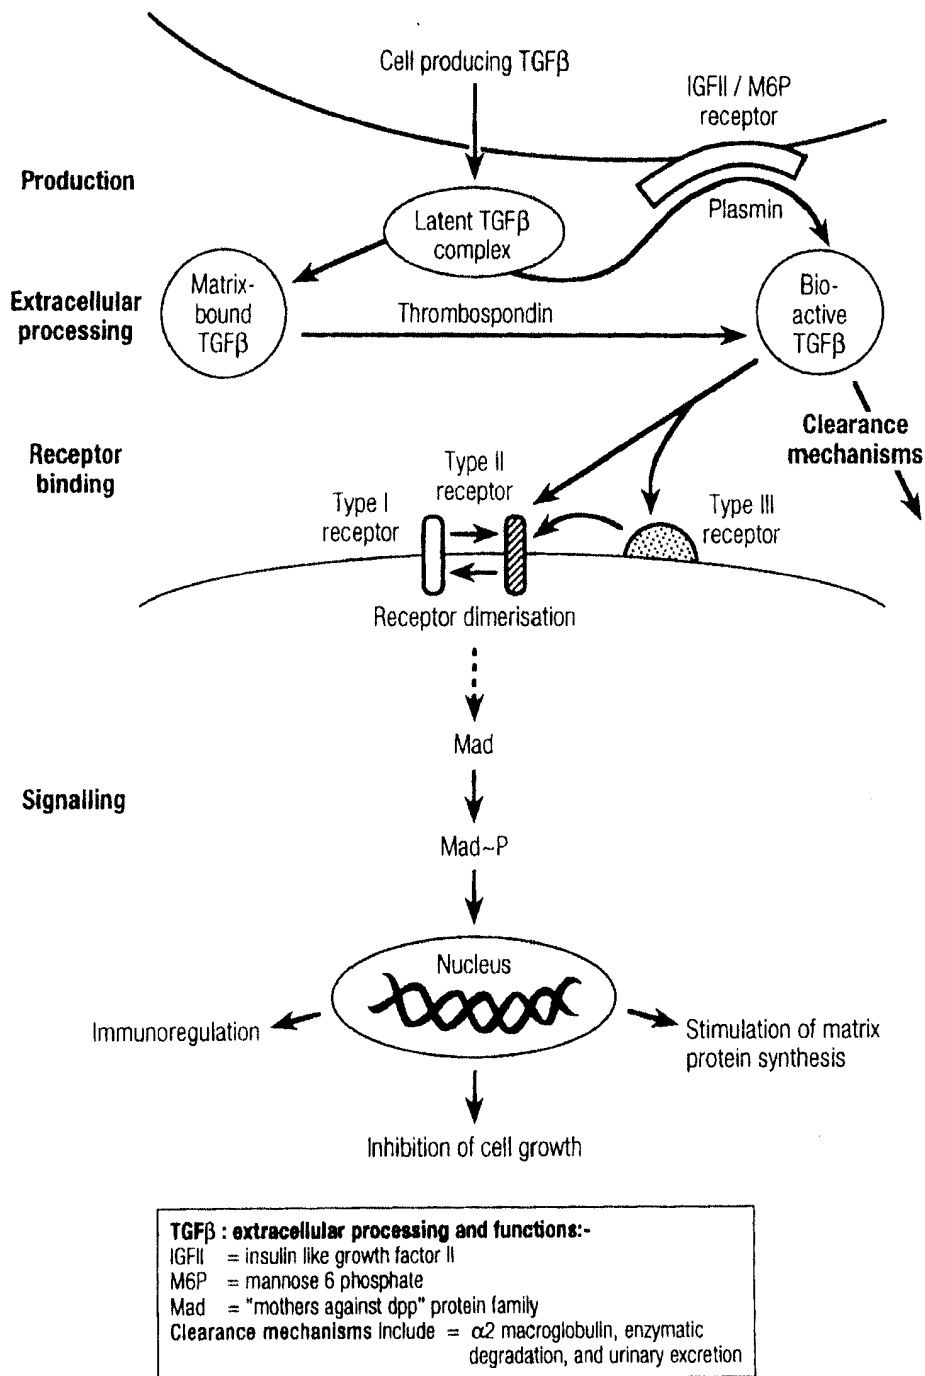 Cell producing TGFβ
IGFII / M6P
receptor
Production
Latent TGFβ
complex
Plasmin
Matrix-
bound
TGFβ
Extracellular
processing
Thrombospondin
Bio-
active
TGFβ
Clearance
mechanisms
Receptor
binding
Type II
receptor
Type I
receptor
Type III
receptor
Receptor dimerisation
Mad
Signalling
Mad~P
Nucleus
Immunoregulation
Stimulation of matrix
protein synthesis
Inhibition of cell growth
TGFβ : extracellular processing and functions:-
IGFII = insulin like growth factor II
M6P = mannose 6 phosphate
Mad = "mothers against dpp" protein family
Clearance mechanisms include = α2 macroglobulin, enzymatic
degradation, and urinary excretion